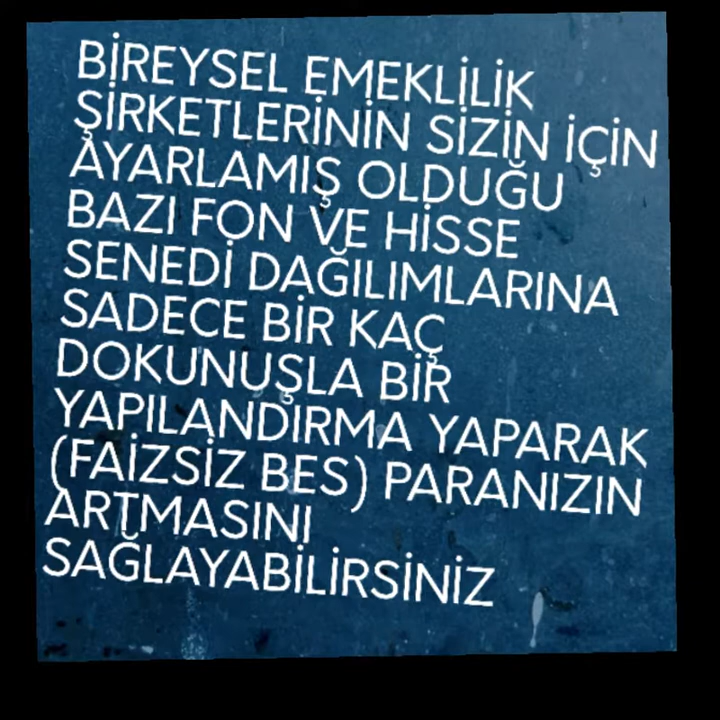 BİREYSEL EMEKLİLİK
ŞİRKETLERİNİN SİZİN İÇİN
AYARLAMIŞ OLDUĞU
BAZI FON VE HİSSE
SENEDİ DAĞILIMLARINA
SADECE BİR KAÇ
DOKUNUŞLA BİR
YAPILANDIRMA YAPARAK
(FAİZSİZ BES) PARANIZIN
ARTMASINI
SAĞLAYABİLİRSİNİZ